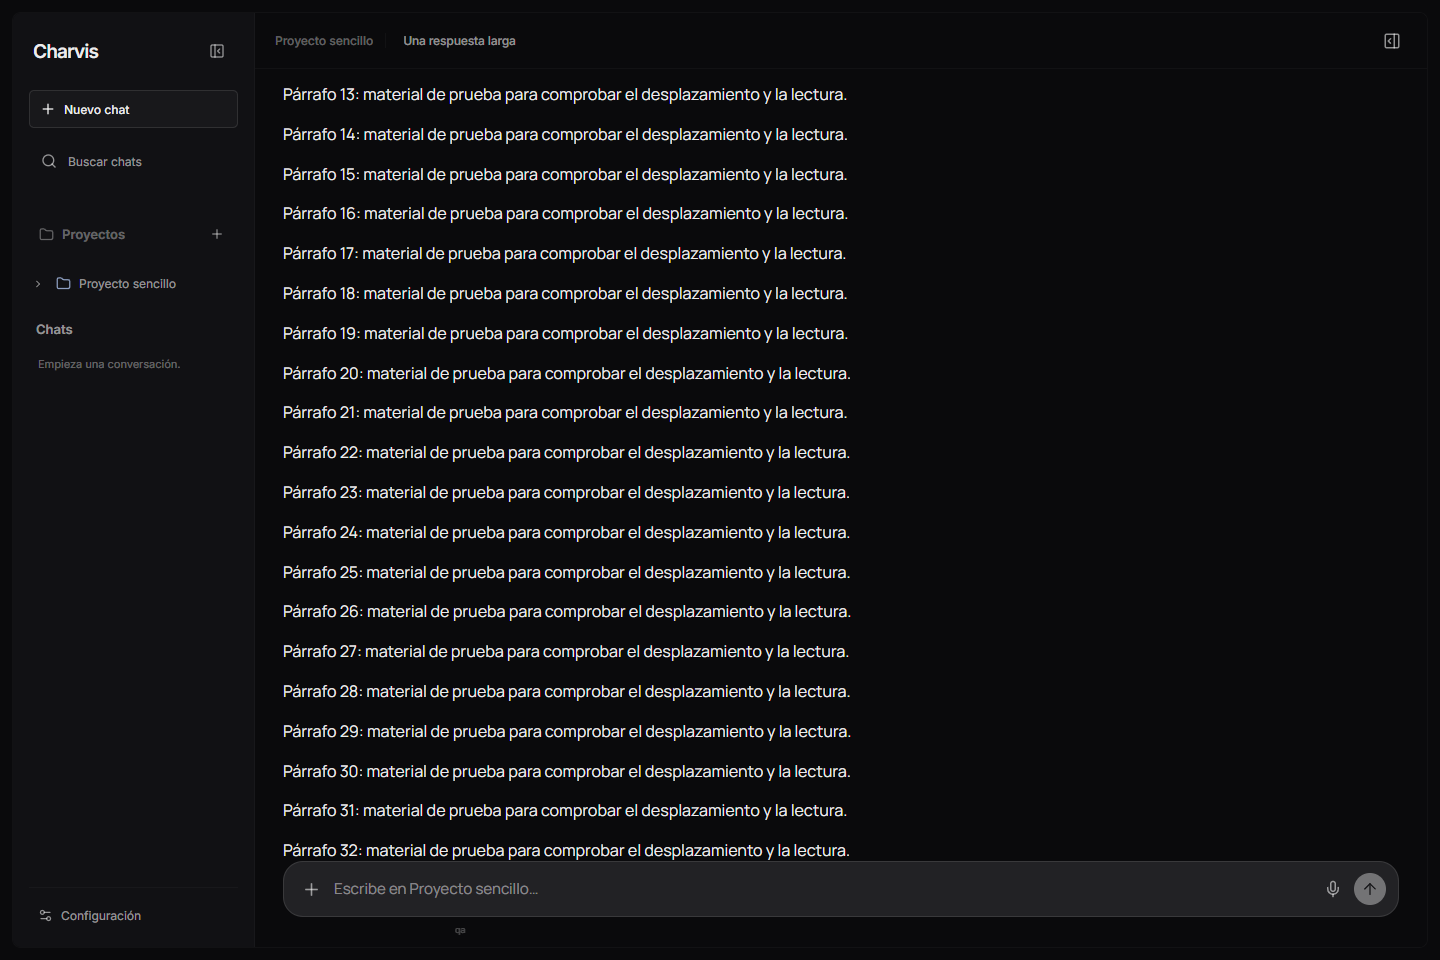 Charvis
Nuevo chat
Buscar chats
Proyectos
Proyecto sencillo
Chats
Empieza una conversación.
Configuración
Proyecto sencillo
Una respuesta larga
Párrafo 13: material de prueba para comprobar el desplazamiento y la lectura.
Párrafo 14: material de prueba para comprobar el desplazamiento y la lectura.
Párrafo 15: material de prueba para comprobar el desplazamiento y la lectura.
Párrafo 16: material de prueba para comprobar el desplazamiento y la lectura.
Párrafo 17: material de prueba para comprobar el desplazamiento y la lectura.
Párrafo 18: material de prueba para comprobar el desplazamiento y la lectura.
Párrafo 19: material de prueba para comprobar el desplazamiento y la lectura.
Párrafo 20: material de prueba para comprobar el desplazamiento y la lectura.
Párrafo 21: material de prueba para comprobar el desplazamiento y la lectura.
Párrafo 22: material de prueba para comprobar el desplazamiento y la lectura.
Párrafo 23: material de prueba para comprobar el desplazamiento y la lectura.
Párrafo 24: material de prueba para comprobar el desplazamiento y la lectura.
Párrafo 25: material de prueba para comprobar el desplazamiento y la lectura.
Párrafo 26: material de prueba para comprobar el desplazamiento y la lectura.
Párrafo 27: material de prueba para comprobar el desplazamiento y la lectura.
Párrafo 28: material de prueba para comprobar el desplazamiento y la lectura.
Párrafo 29: material de prueba para comprobar el desplazamiento y la lectura.
Párrafo 30: material de prueba para comprobar el desplazamiento y la lectura.
Párrafo 31: material de prueba para comprobar el desplazamiento y la lectura.
Párrafo 32: material de prueba para comprobar el desplazamiento y la lectura.
Escribe en Proyecto sencillo...
qa